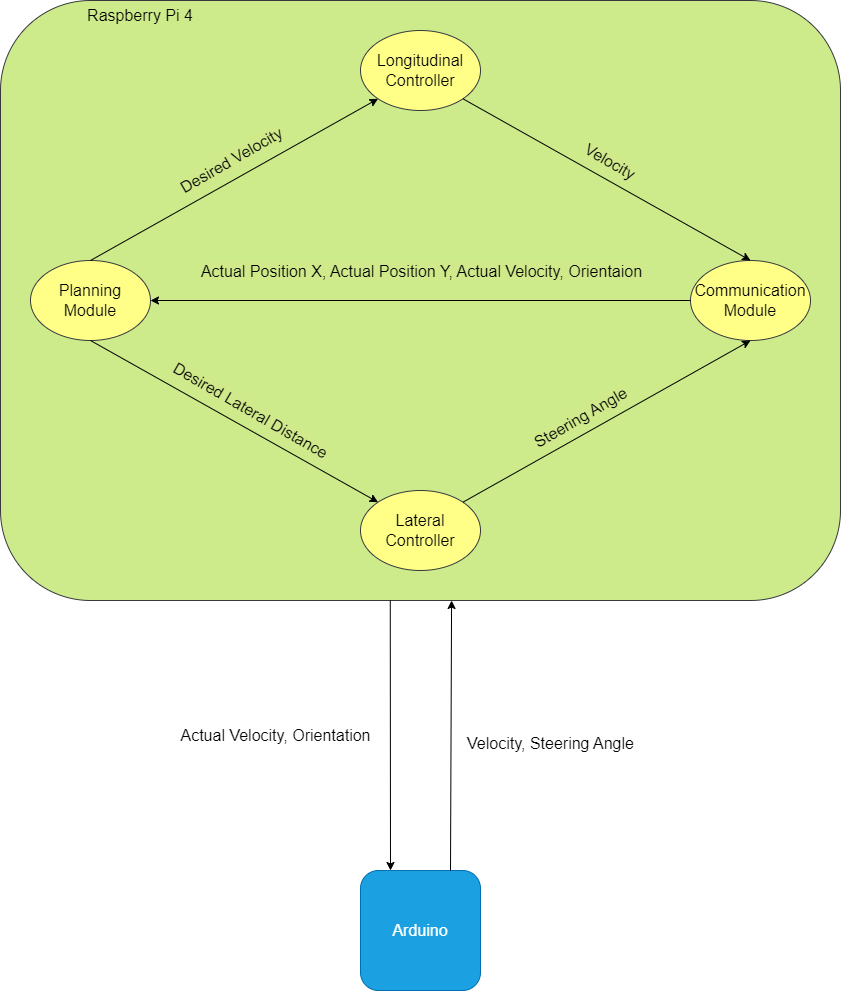 Raspberry Pi 4
Longitudinal
Controller
Desired Velocity
Velocity
Actual Position X, Actual Position Y, Actual Velocity, Orientaion
Planning
Module
Communication
Module
Desired Lateral Distance
Steering Angle
Lateral
Controller
Actual Velocity, Orientation
Velocity, Steering Angle
Arduino